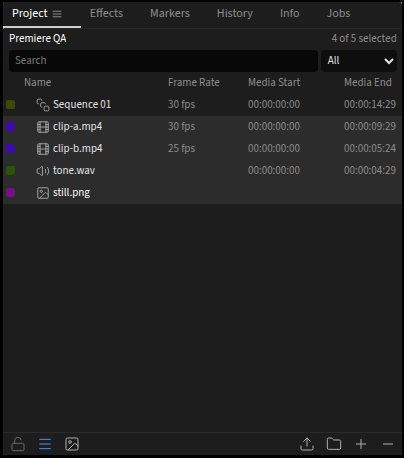 Project Effects Markers History Info Jobs
Premiere QA 4 of 5 selected
Search All
Name Frame Rate Media Start Media End
Sequence 01 30 fps 00:00:00:00 00:00:14:29
clip-a.mp4 30 fps 00:00:00:00 00:00:09:29
clip-b.mp4 25 fps 00:00:00:00 00:00:05:24
tone.wav 00:00:00:00 00:00:04:29
still.png